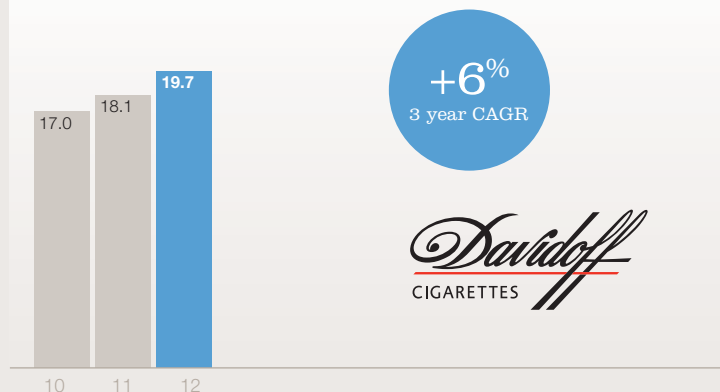 17.0
18.1
19.7
10
11
12
+6%
3 year CAGR
Davidoff
CIGARETTES